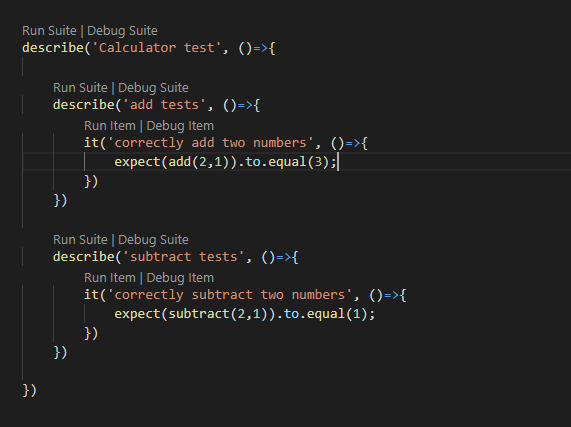 Run Suite | Debug Suite
describe('Calculator test', ()=>{
Run Suite | Debug Suite
describe('add tests', ()=>{
Run Item | Debug Item
it('correctly add two numbers', ()=>{
expect(add(2,1)).to.equal(3);
})
})
Run Suite | Debug Suite
describe('subtract tests', ()=>{
Run Item | Debug Item
it('correctly subtract two numbers', ()=>{
expect(subtract(2,1)).to.equal(1);
})
})
})